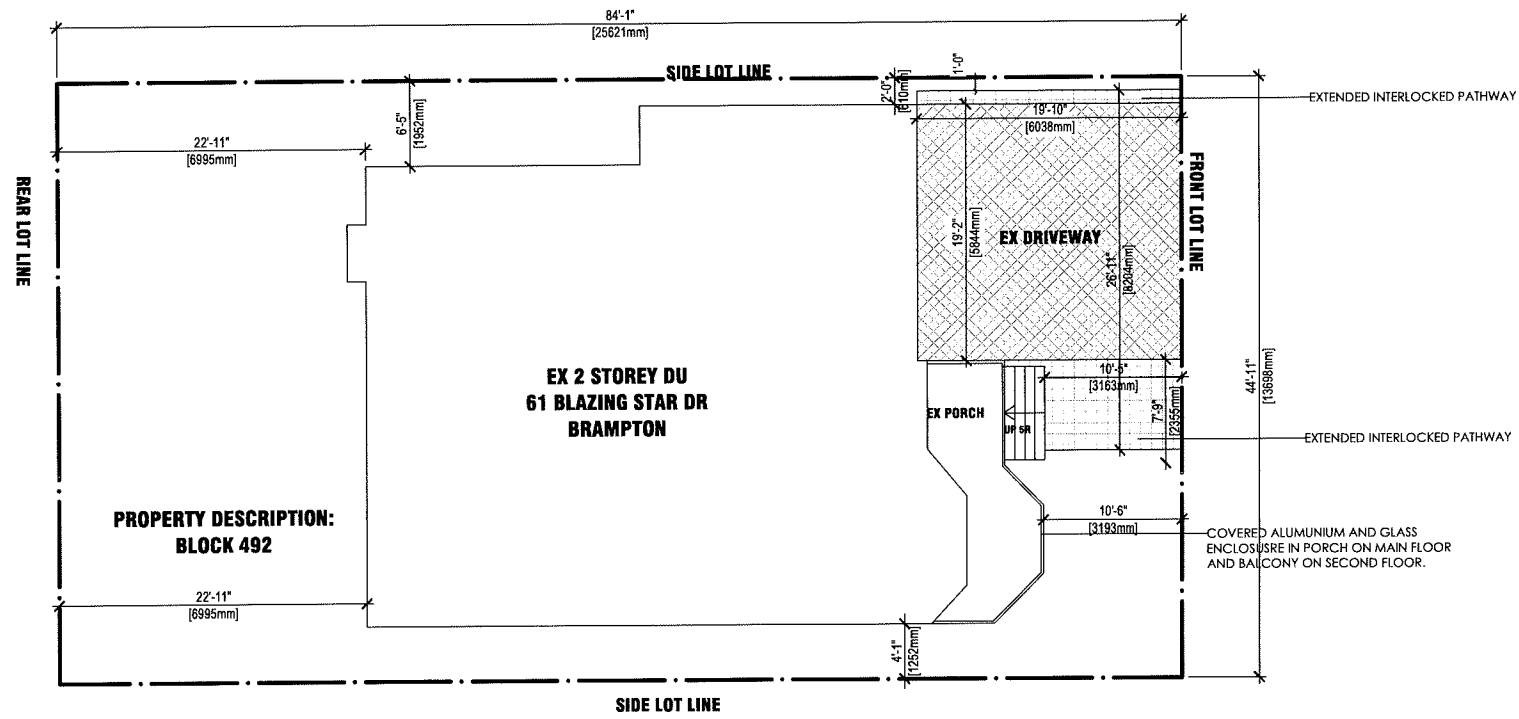 84'-1"
[25621mm]
SIDE LOT LINE
1'-0"
2'-0"
[610mm]
EXTENDED INTERLOCKED PATHWAY
6'-5"
[1952mm]
19'-10"
[6038mm]
22'-11"
[6995mm]
REAR LOT LINE
FRONT LOT LINE
19'-2"
[5844mm]
EX DRIVEWAY
26'-11"
[8204mm]
EX 2 STOREY DU
61 BLAZING STAR DR
BRAMPTON
10'-5"
[3163mm]
44'-11"
[13698mm]
7'-9"
[2355mm]
EX PORCH
UP 5R
EXTENDED INTERLOCKED PATHWAY
PROPERTY DESCRIPTION:
BLOCK 492
10'-6"
[3193mm]
COVERED ALUMUNIUM AND GLASS
ENCLOSUSRE IN PORCH ON MAIN FLOOR
AND BALCONY ON SECOND FLOOR.
22'-11"
[6995mm]
4'-1"
[1252mm]
SIDE LOT LINE